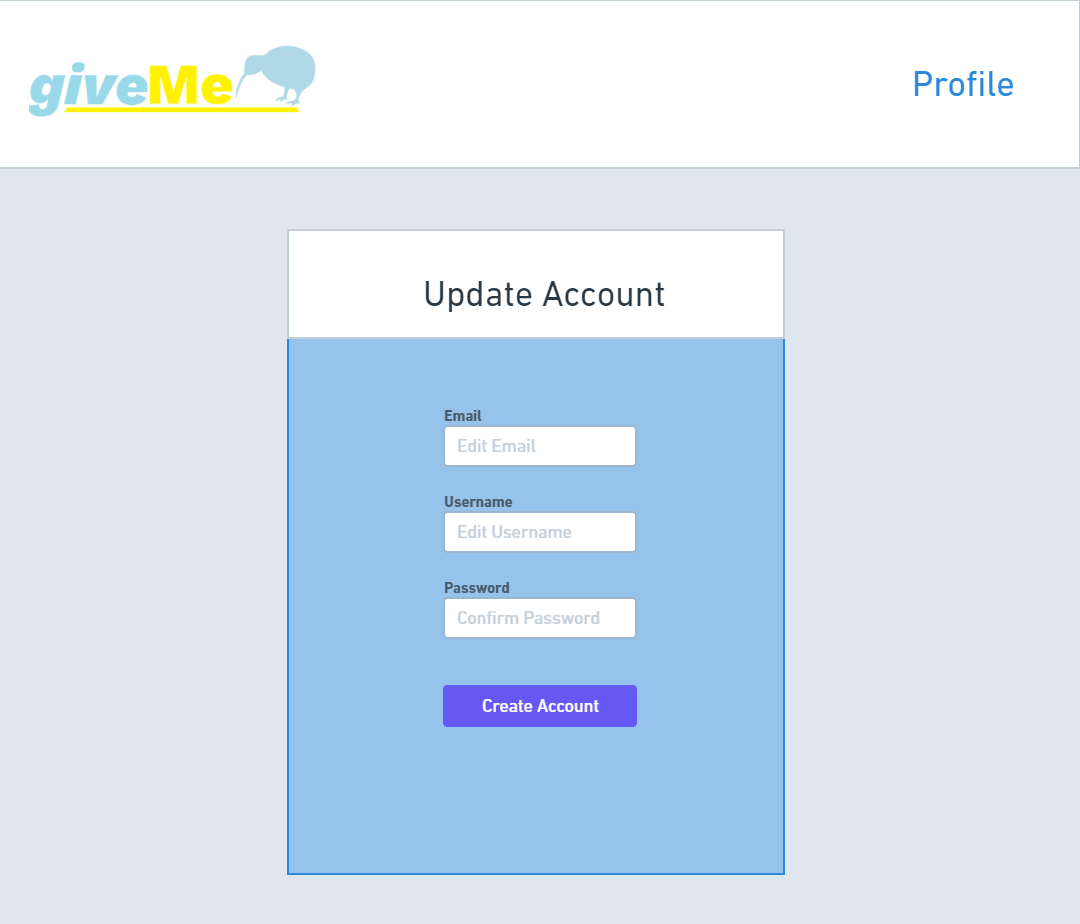 giveMe
Profile
Update Account
Email
Edit Email
Username
Edit Username
Password
Confirm Password
Create Account